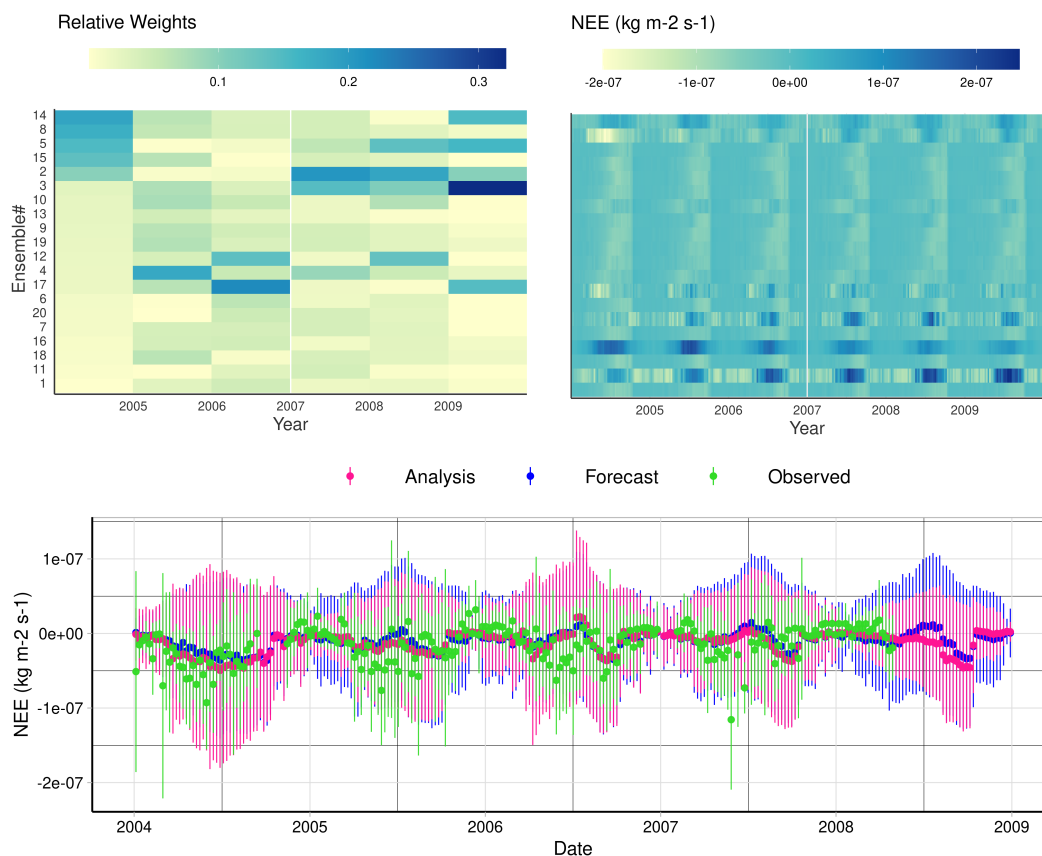 Relative Weights
0.1 0.2 0.3
14
8
5
15
2
3
10
13
9
19
12
4
17
6
20
7
16
18
11
1
Ensemble#
2005 2006 2007 2008 2009
Year
NEE (kg m-2 s-1)
-2e-07 -1e-07 0e+00 1e-07 2e-07
2005 2006 2007 2008 2009
Year
Analysis Forecast Observed
1e-07
0e+00
-1e-07
-2e-07
NEE (kg m-2 s-1)
2004 2005 2006 2007 2008 2009
Date